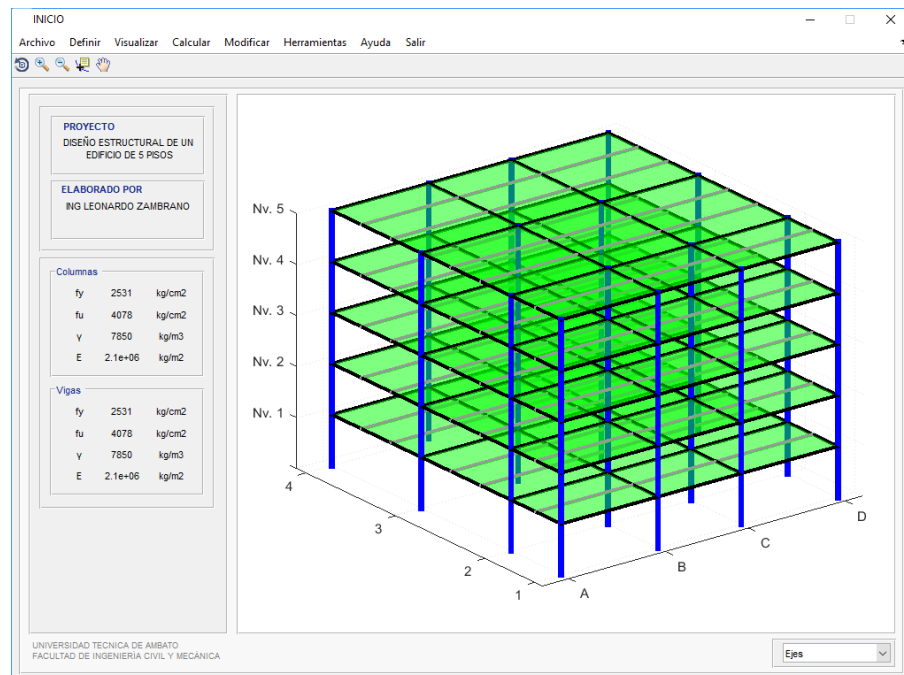 INICIO
Archivo Definir Visualizar Calcular Modificar Herramientas Ayuda Salir
PROYECTO
DISEÑO ESTRUCTURAL DE UN
EDIFICIO DE 5 PISOS
ELABORADO POR
ING LEONARDO ZAMBRANO
Columnas
fy 2531 kg/cm2
fu 4078 kg/cm2
γ 7850 kg/m3
E 2.1e+06 kg/m2
Vigas
fy 2531 kg/cm2
fu 4078 kg/cm2
γ 7850 kg/m3
E 2.1e+06 kg/m2
Nv. 5
Nv. 4
Nv. 3
Nv. 2
Nv. 1
4
3
2
1
A
B
C
D
UNIVERSIDAD TECNICA DE AMBATO
FACULTAD DE INGENIERÍA CIVIL Y MECÁNICA
Ejes